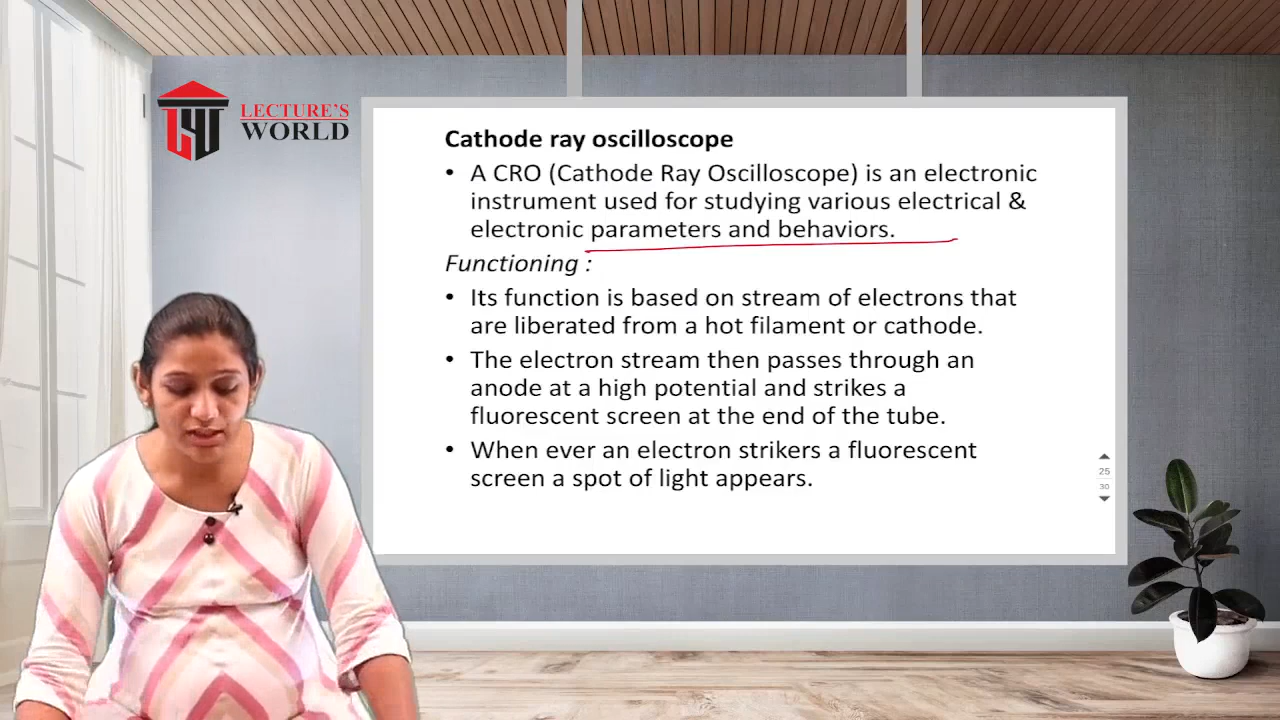 LECTURE'S
WORLD
Cathode ray oscilloscope
• A CRO (Cathode Ray Oscilloscope) is an electronic
instrument used for studying various electrical &
electronic parameters and behaviors.
Functioning :
• Its function is based on stream of electrons that
are liberated from a hot filament or cathode.
• The electron stream then passes through an
anode at a high potential and strikes a
fluorescent screen at the end of the tube.
• When ever an electron strikers a fluorescent
screen a spot of light appears.
25
30